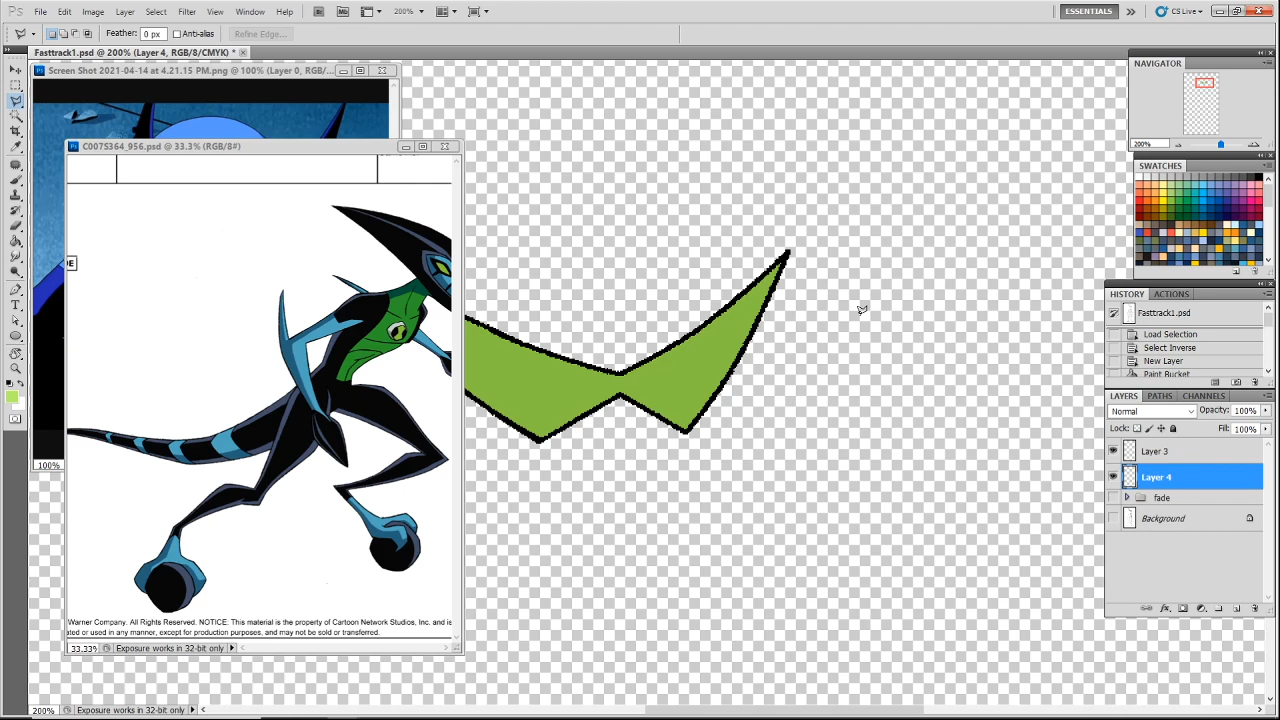 File Edit Image Layer Select Filter View Window Help 200% ESSENTIALS CS Live
Feather: 0 px Anti-alias Refine Edge...
Fasttrack1.psd @ 200% (Layer 4, RGB/8/CMYK) *
Screen Shot 2021-04-14 at 4.21.15 PM.png @ 100% (Layer 0, RGB/...
C007S364_956.psd @ 33.3% (RGB/8#)
DE
NAVIGATOR
200%
SWATCHES
HISTORY ACTIONS
Fasttrack1.psd
Load Selection
Select Inverse
New Layer
Paint Bucket
LAYERS PATHS CHANNELS
Normal Opacity: 100%
Lock: Fill: 100%
Layer 3
Layer 4
fade
Background
100%
Warner Company. All Rights Reserved. NOTICE: This material is the property of Cartoon Network Studios, Inc. and is
ated or used in any manner, except for production purposes, and may not be sold or transferred.
33.33% Exposure works in 32-bit only
200% Exposure works in 32-bit only